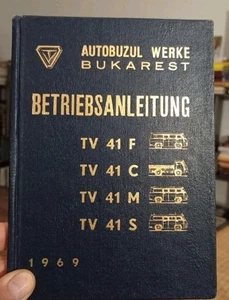 AUTOBUZUL WERKE
BUKAREST
BETRIEBSANLEITUNG
TV 41 F
TV 41 C
TV 41 M
TV 41 S
1969